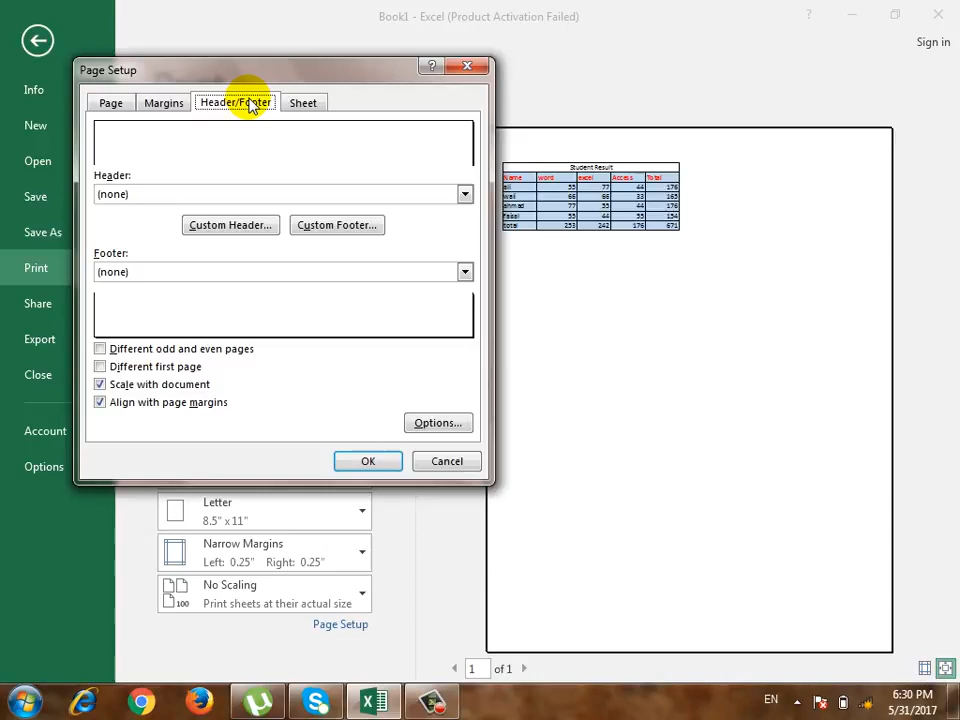 Book1 - Excel (Product Activation Failed)
Sign in
Info
New
Open
Save
Save As
Print
Share
Export
Close
Account
Options
Page Setup
Page
Margins
Header/Footer
Sheet
Header:
(none)
Custom Header...
Custom Footer...
Footer:
(none)
Different odd and even pages
Different first page
Scale with document
Align with page margins
Options...
OK
Cancel
Letter
8.5" x 11"
Narrow Margins
Left: 0.25" Right: 0.25"
No Scaling
100
Print sheets at their actual size
Page Setup
Student Result
Name word excel Access Total
ali 55 77 44 176
wali 66 66 33 165
ahmad 77 55 44 176
faisal 55 44 55 154
total 253 242 176 671
1 of 1
EN
6:30 PM
5/31/2017